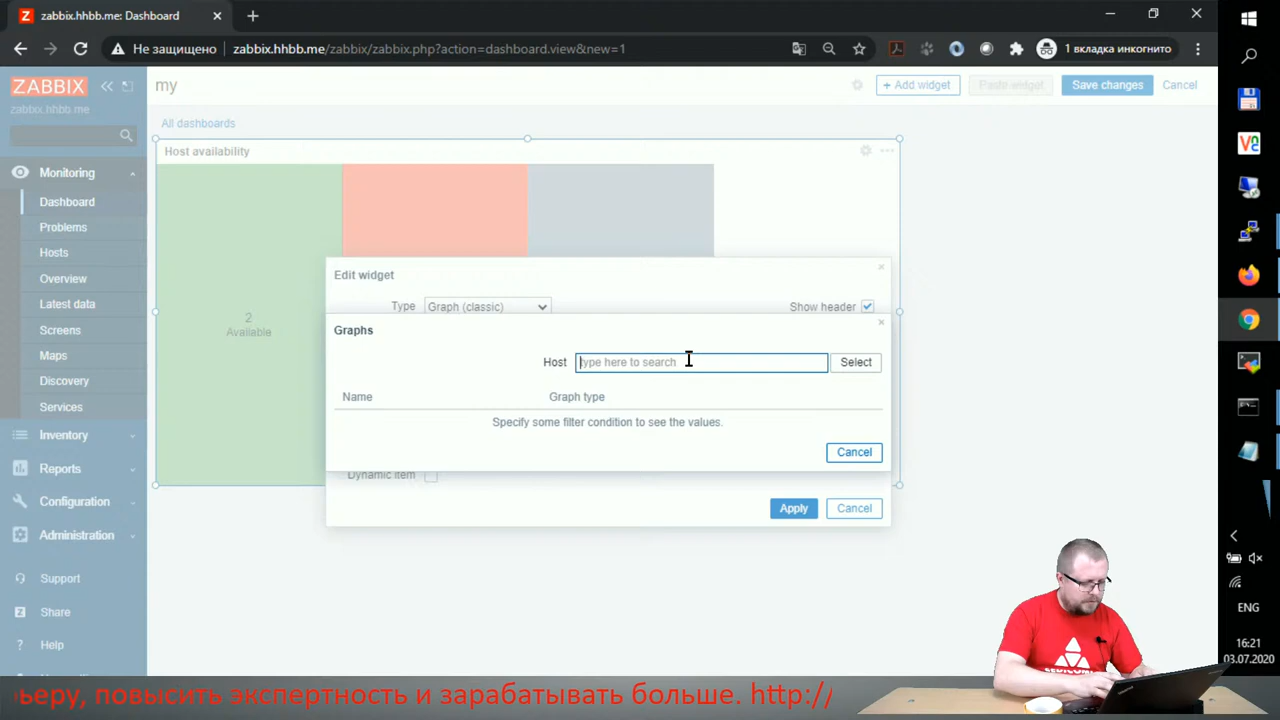 zabbix.hhbb.me: Dashboard
Не защищено
zabbix.hhbb.me/zabbix/zabbix.php?action=dashboard.view&new=1
1 вкладка инкогнито
ZABBIX
zabbix.hhbb.me
my
+ Add widget
Paste widget
Save changes
Cancel
All dashboards
Monitoring
Dashboard
Problems
Hosts
Overview
Latest data
Screens
Maps
Discovery
Services
Inventory
Reports
Configuration
Administration
Support
Share
Help
Host availability
2
Available
Edit widget
Type Graph (classic)
Show header
Graphs
Host type here to search Select
Name Graph type
Specify some filter condition to see the values.
Cancel
Dynamic item
Apply Cancel
ENG
16:21
03.07.2020
ьеру, повысить экспертность и зарабатывать больше. http://